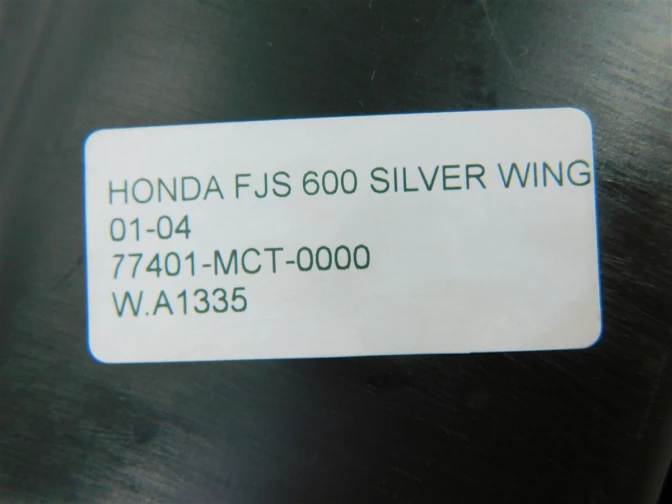 HONDA FJS 600 SILVER WING
01-04
77401-MCT-0000
W.A1335